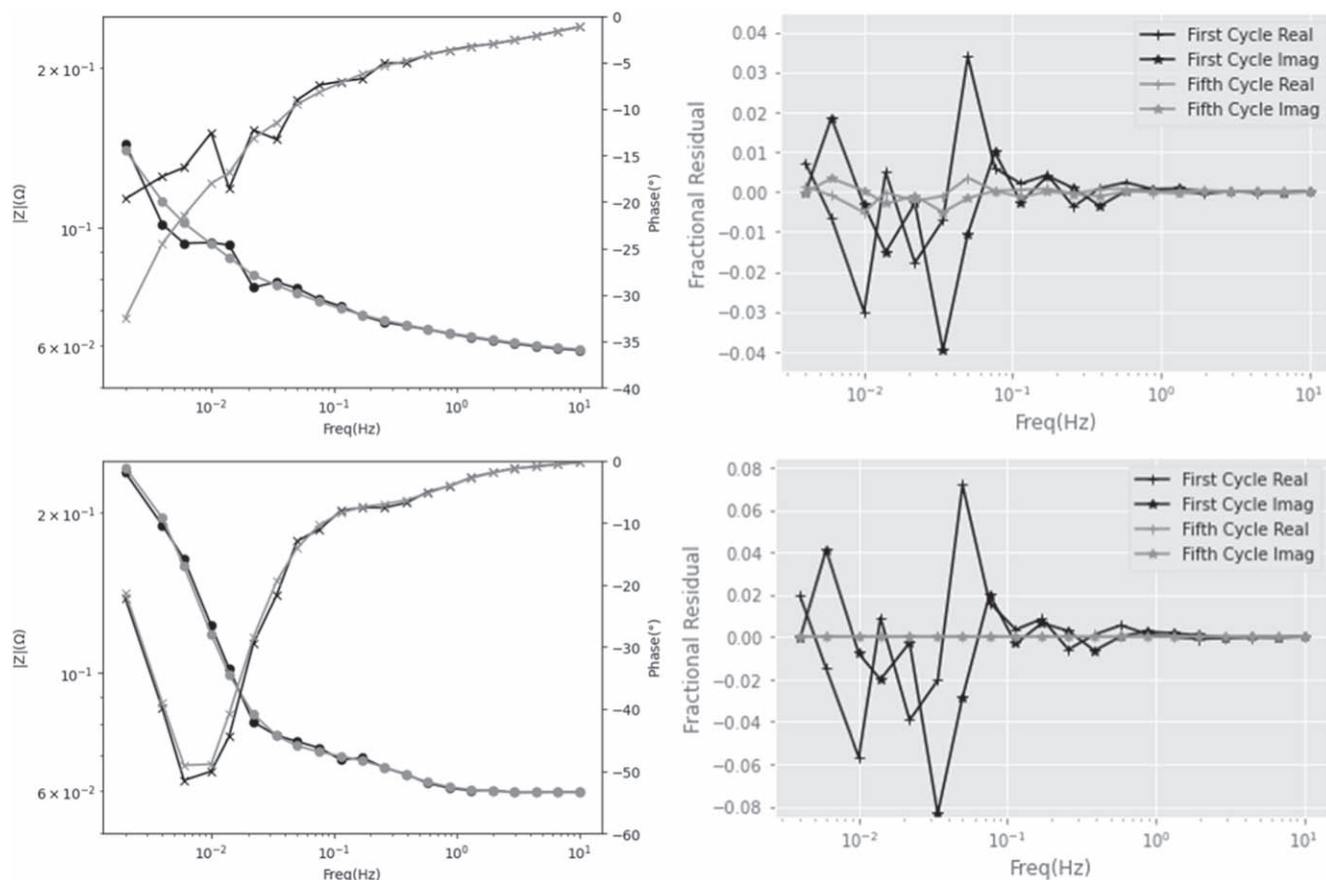 2 × 10⁻¹
10⁻¹
6 × 10⁻²
|Z|(Ω)
0
−5
−10
−15
−20
−25
−30
−35
−40
Phase(°)
10⁻²
10⁻¹
10⁰
10¹
Freq(Hz)
0.04
0.03
0.02
0.01
0.00
−0.01
−0.02
−0.03
−0.04
Fractional Residual
First Cycle Real
First Cycle Imag
Fifth Cycle Real
Fifth Cycle Imag
10⁻²
10⁻¹
10⁰
10¹
Freq(Hz)
2 × 10⁻¹
10⁻¹
6 × 10⁻²
|Z|(Ω)
0
−10
−20
−30
−40
−50
−60
Phase(°)
10⁻²
10⁻¹
10⁰
10¹
Freq(Hz)
0.08
0.06
0.04
0.02
0.00
−0.02
−0.04
−0.06
−0.08
Fractional Residual
First Cycle Real
First Cycle Imag
Fifth Cycle Real
Fifth Cycle Imag
10⁻²
10⁻¹
10⁰
10¹
Freq(Hz)